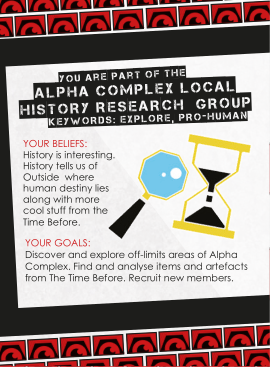 YOU ARE PART OF THE
ALPHA COMPLEX LOCAL
HISTORY RESEARCH GROUP
KEYWORDS: EXPLORE, PRO-HUMAN
YOUR BELIEFS:
History is interesting.
History tells us of
Outside where
human destiny lies
along with more
cool stuff from the
Time Before.
YOUR GOALS:
Discover and explore off-limits areas of Alpha
Complex. Find and analyse items and artefacts
from The Time Before. Recruit new members.